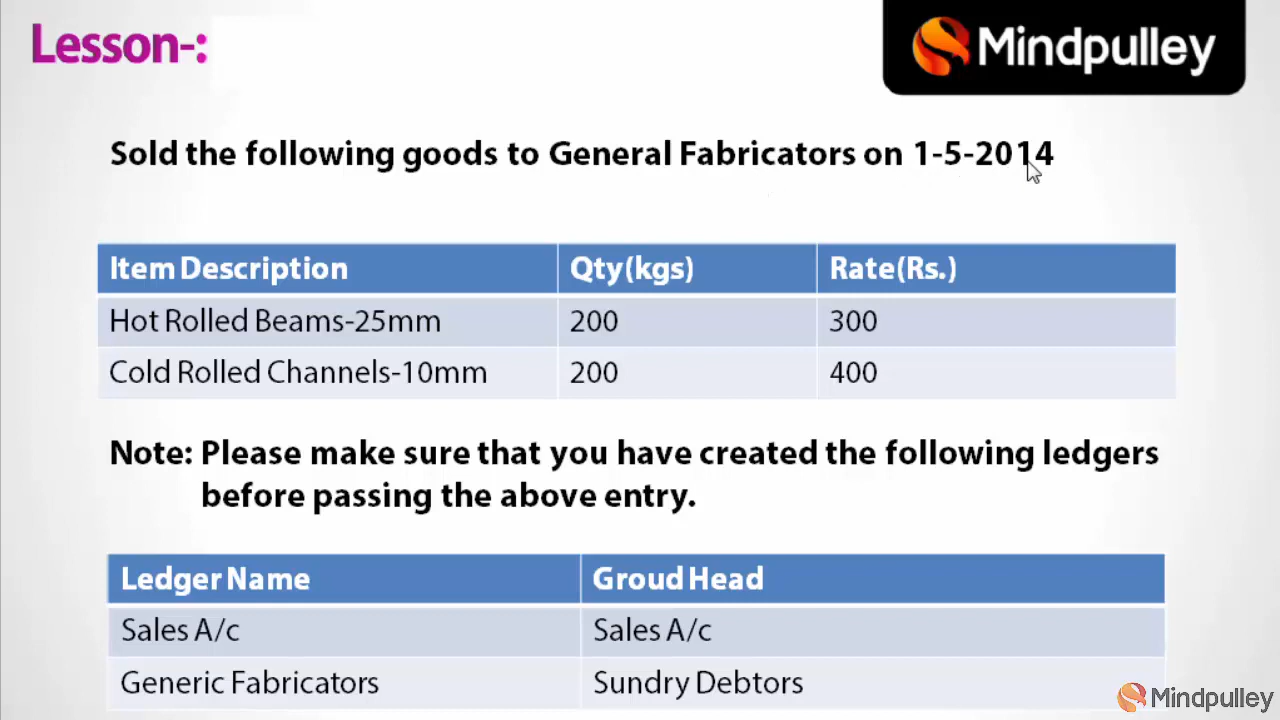 Lesson-:
Mindpulley
Sold the following goods to General Fabricators on 1-5-2014
Item Description Qty(kgs) Rate(Rs.)
Hot Rolled Beams-25mm 200 300
Cold Rolled Channels-10mm 200 400
Note: Please make sure that you have created the following ledgers
before passing the above entry.
Ledger Name Groud Head
Sales A/c Sales A/c
Generic Fabricators Sundry Debtors
Mindpulley